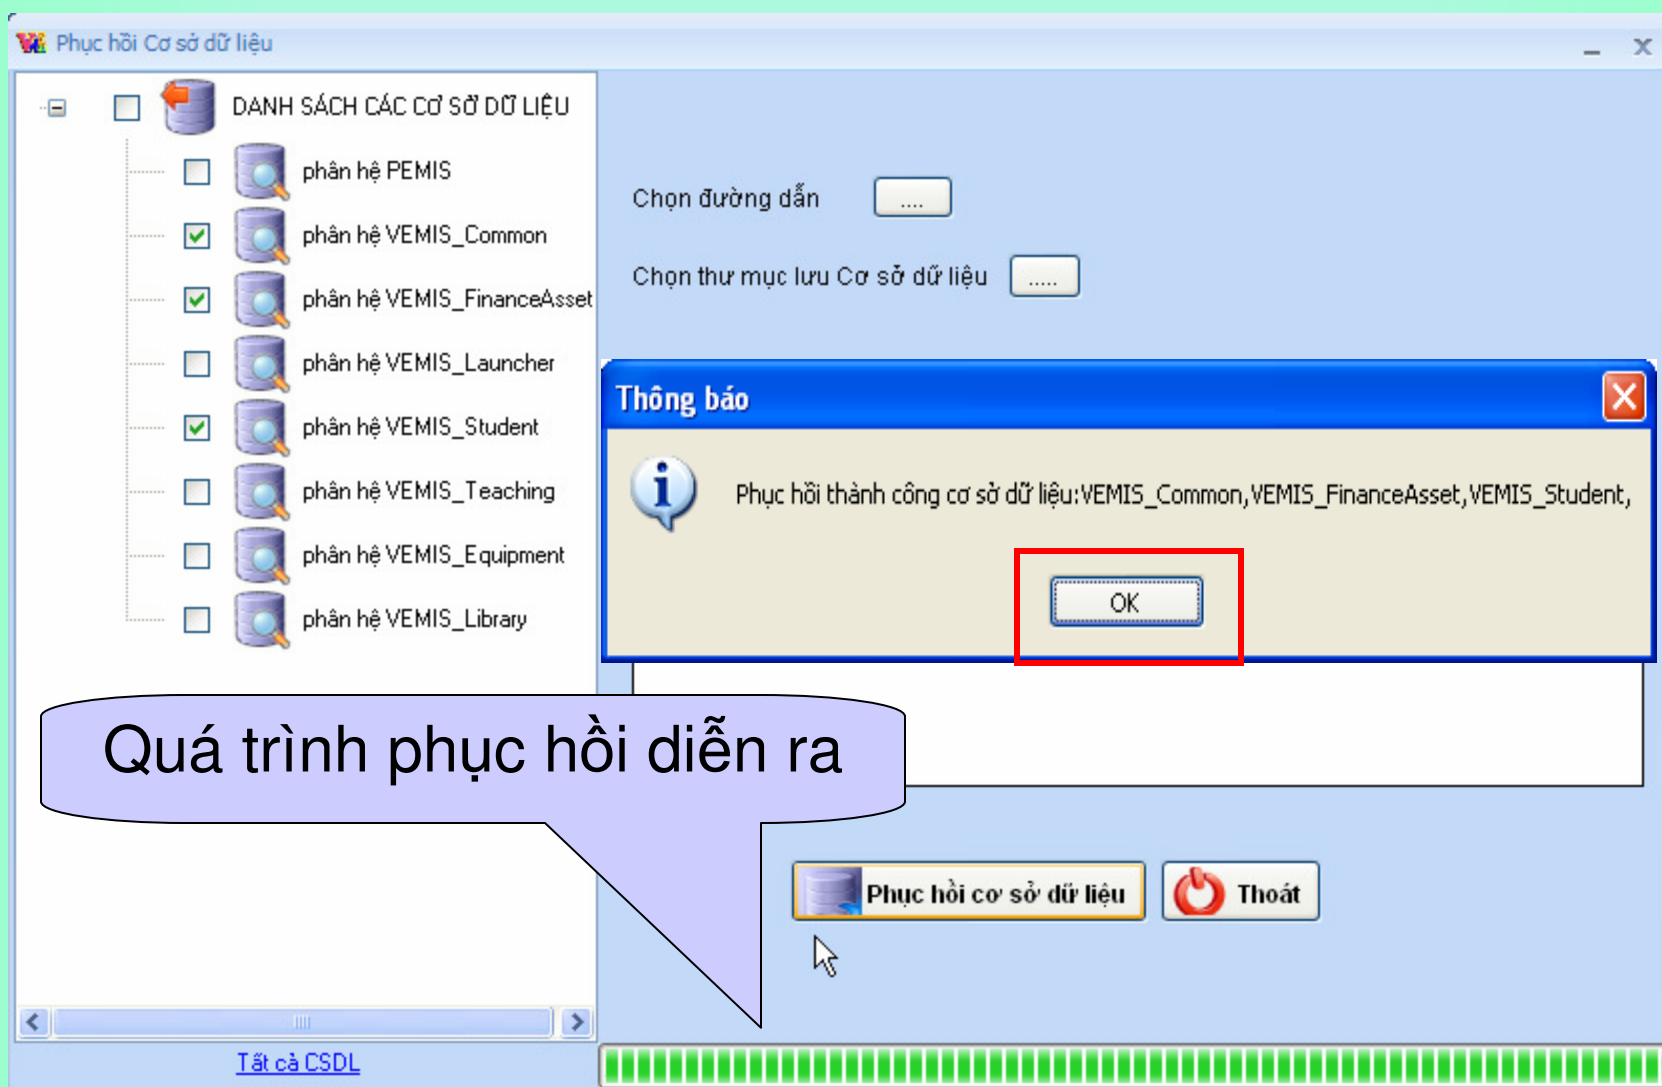 Phục hồi Cơ sở dữ liệu
DANH SÁCH CÁC CƠ SỞ DỮ LIỆU
phân hệ PEMIS
phân hệ VEMIS_Common
phân hệ VEMIS_FinanceAsset
phân hệ VEMIS_Launcher
phân hệ VEMIS_Student
phân hệ VEMIS_Teaching
phân hệ VEMIS_Equipment
phân hệ VEMIS_Library
Tất cả CSDL
Chọn đường dẫn ....
Chọn thư mục lưu Cơ sở dữ liệu .....
Thông báo
Phục hồi thành công cơ sở dữ liệu:VEMIS_Common,VEMIS_FinanceAsset,VEMIS_Student,
OK
Quá trình phục hồi diễn ra
Phục hồi cơ sở dữ liệu
Thoát